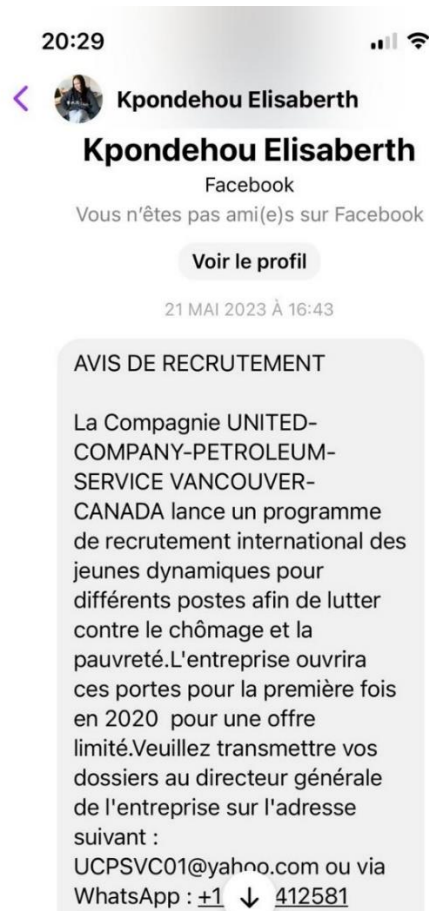 20:29
Kpondehou Elisaberth
Kpondehou Elisaberth
Facebook
Vous n'êtes pas ami(e)s sur Facebook
Voir le profil
21 MAI 2023 À 16:43
AVIS DE RECRUTEMENT
La Compagnie UNITED-
COMPANY-PETROLEUM-
SERVICE VANCOUVER-
CANADA lance un programme
de recrutement international des
jeunes dynamiques pour
différents postes afin de lutter
contre le chômage et la
pauvreté.L'entreprise ouvrira
ces portes pour la première fois
en 2020 pour une offre
limité.Veuillez transmettre vos
dossiers au directeur générale
de l'entreprise sur l'adresse
suivant :
UCPSVC01@yahoo.com ou via
WhatsApp : +1 412581